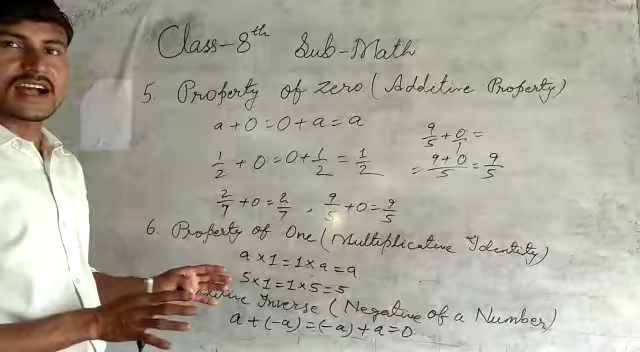 Class-8th Sub-Math
5. Property of zero (Additive Property)
a + 0 = 0 + a = a
1/2 + 0 = 0 + 1/2 = 1/2
2/7 + 0 = 2/7 , 9/5 + 0 = 9/5
9/5 + 0/1 =
= 9+0/5 = 9/5
6. Property of One (Multiplicative Identity)
a × 1 = 1 × a = a
5 × 1 = 1 × 5 = 5
Inverse (Negative of a Number)
a + (-a) = (-a) + a = 0